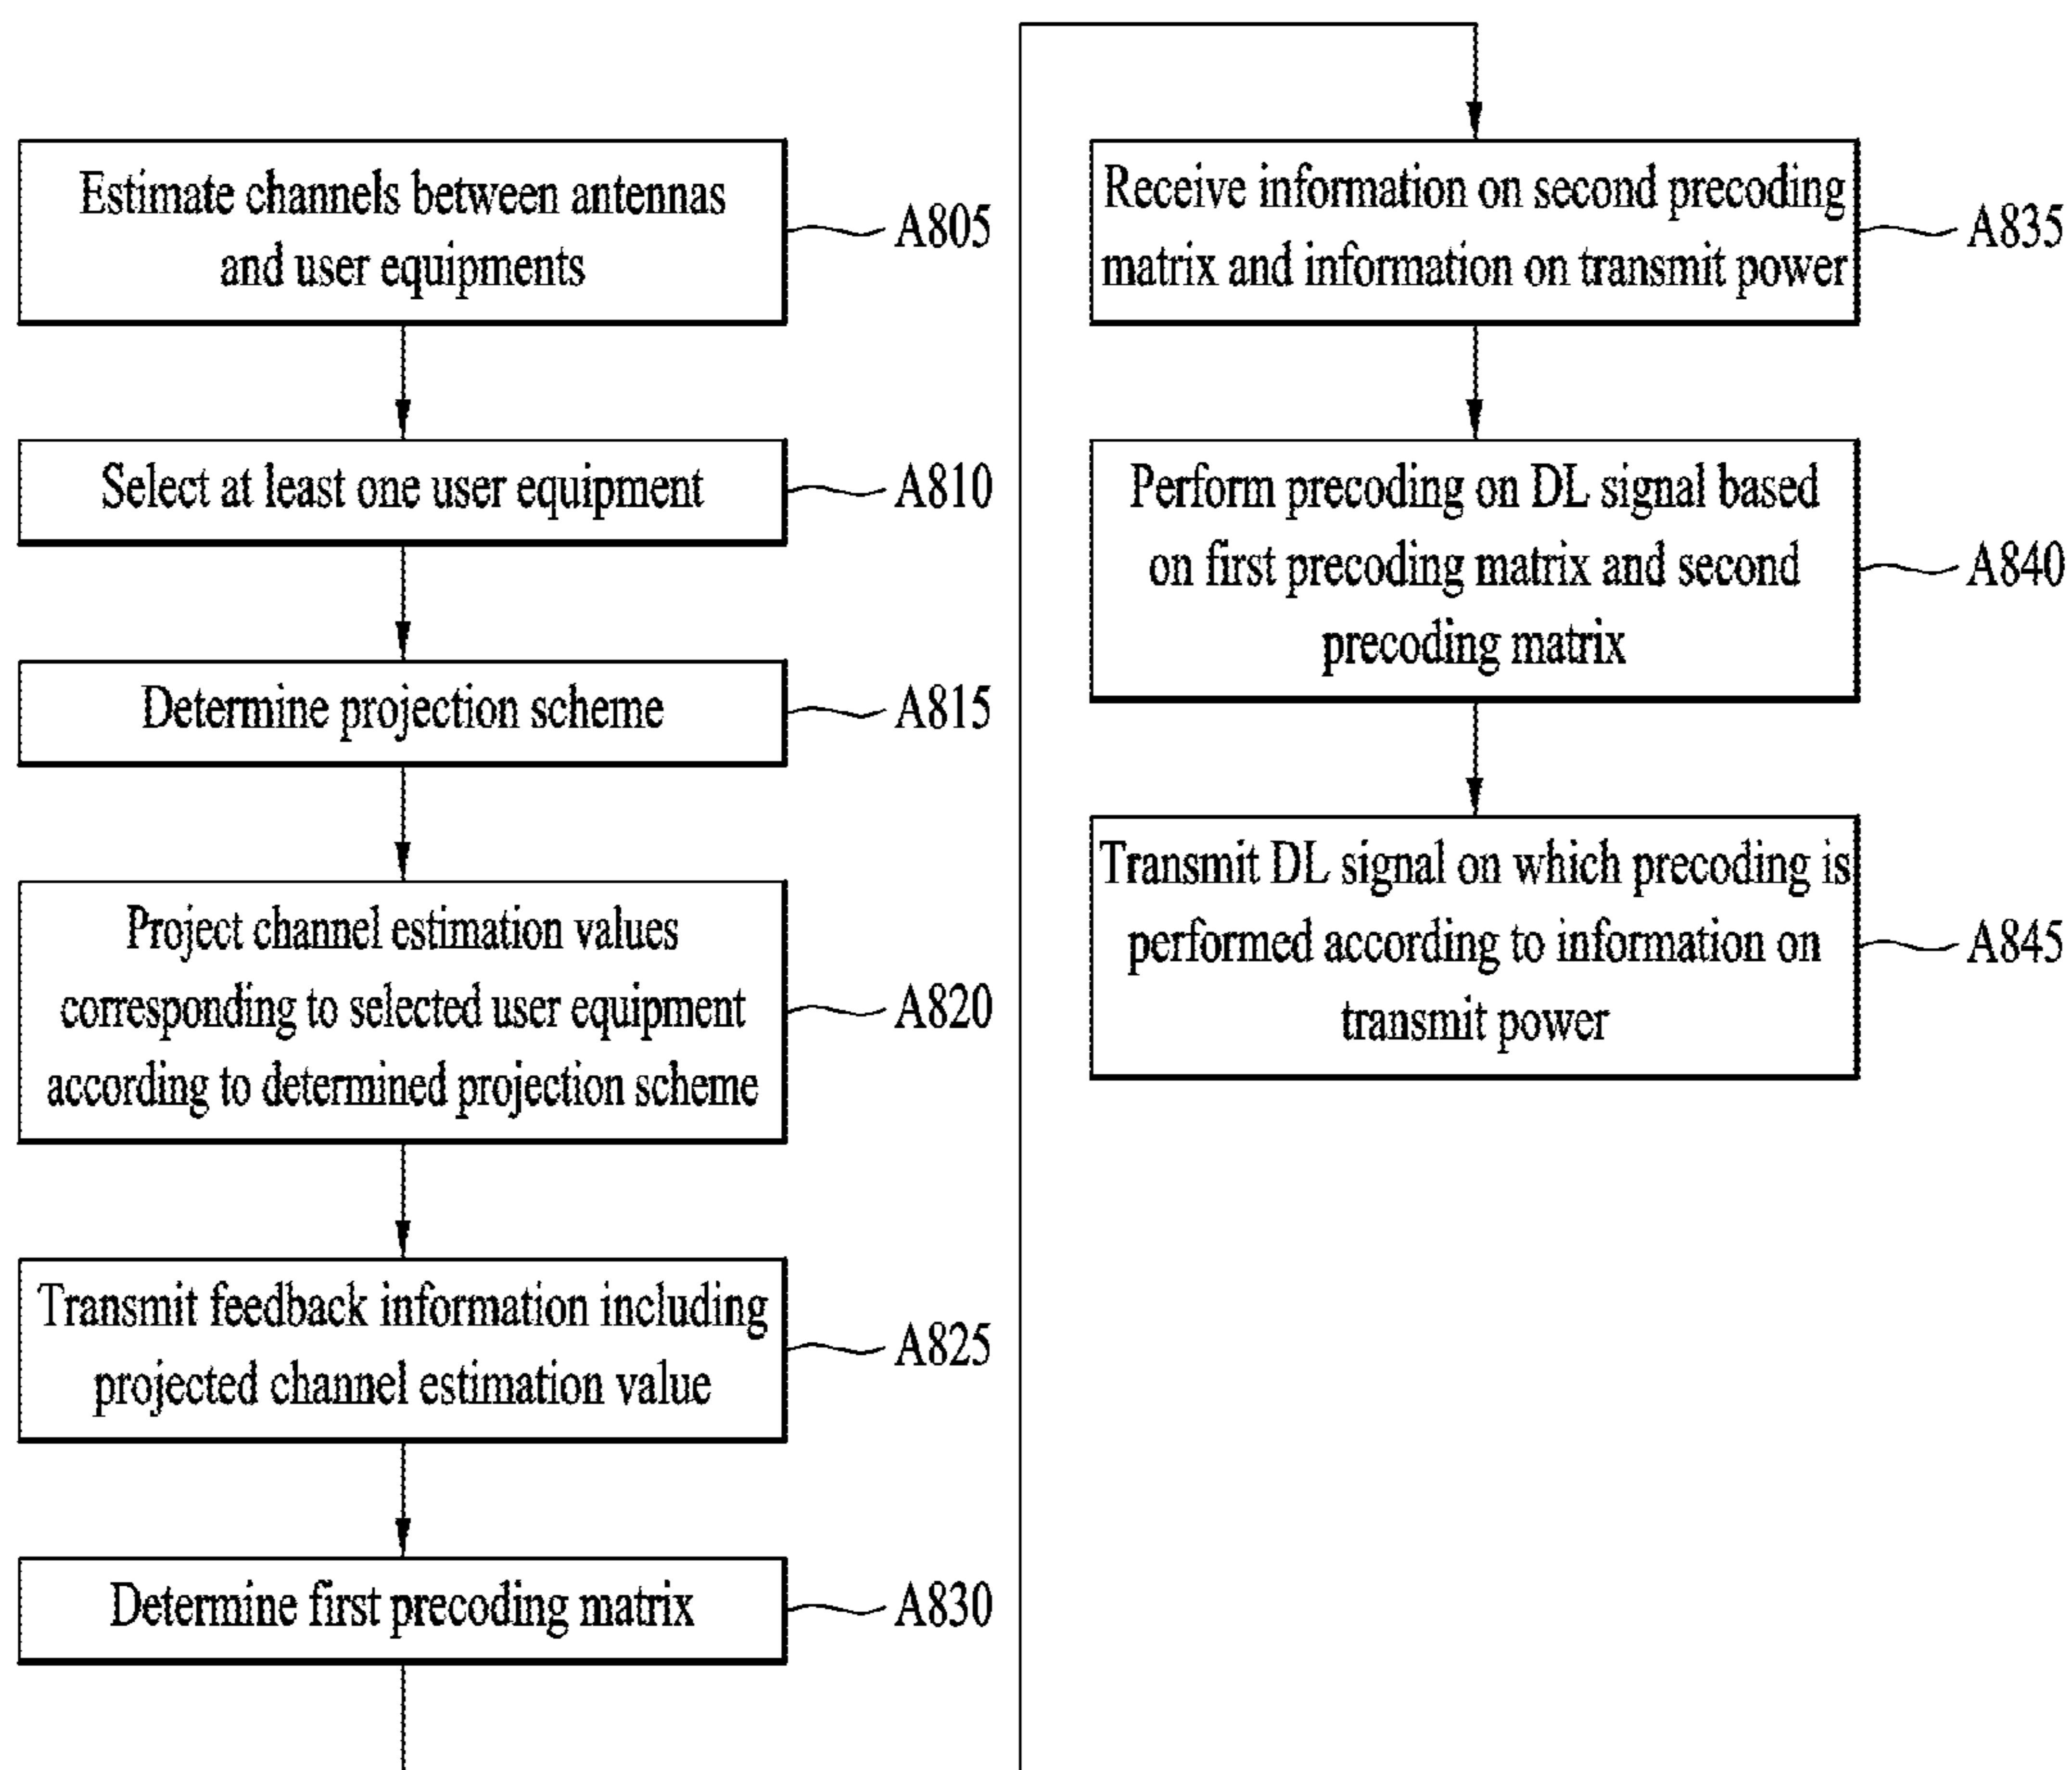 Estimate channels between antennas
and user equipments
A805
Select at least one user equipment
A810
Determine projection scheme
A815
Project channel estimation values
corresponding to selected user equipment
according to determined projection scheme
A820
Transmit feedback information including
projected channel estimation value
A825
Determine first precoding matrix
A830
Receive information on second precoding
matrix and information on transmit power
A835
Perform precoding on DL signal based
on first precoding matrix and second
precoding matrix
A840
Transmit DL signal on which precoding is
performed according to information on
transmit power
A845